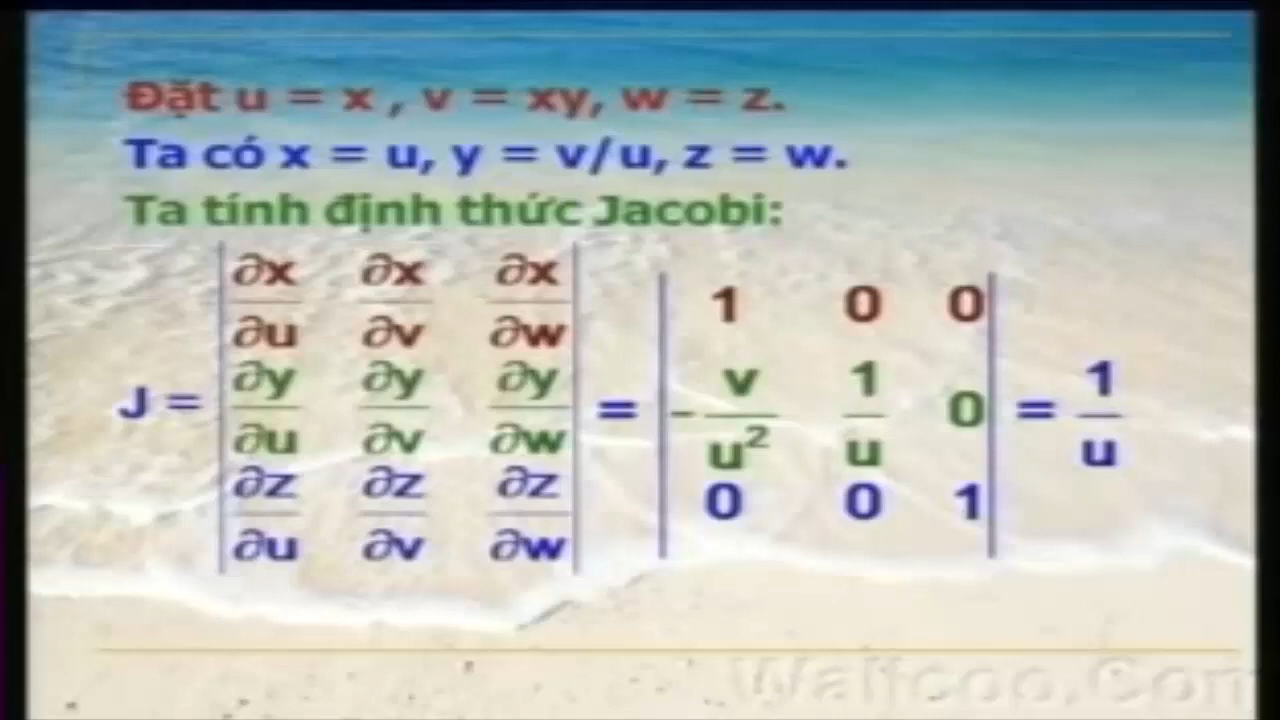 Đặt u = x , v = xy, w = z.
Ta có x = u, y = v/u, z = w.
Ta tính định thức Jacobi:
J = | ∂x/∂u ∂x/∂v ∂x/∂w | = | 1 0 0 | = 1/u
| ∂y/∂u ∂y/∂v ∂y/∂w | | -v/u² 1/u 0 |
| ∂z/∂u ∂z/∂v ∂z/∂w | | 0 0 1 |